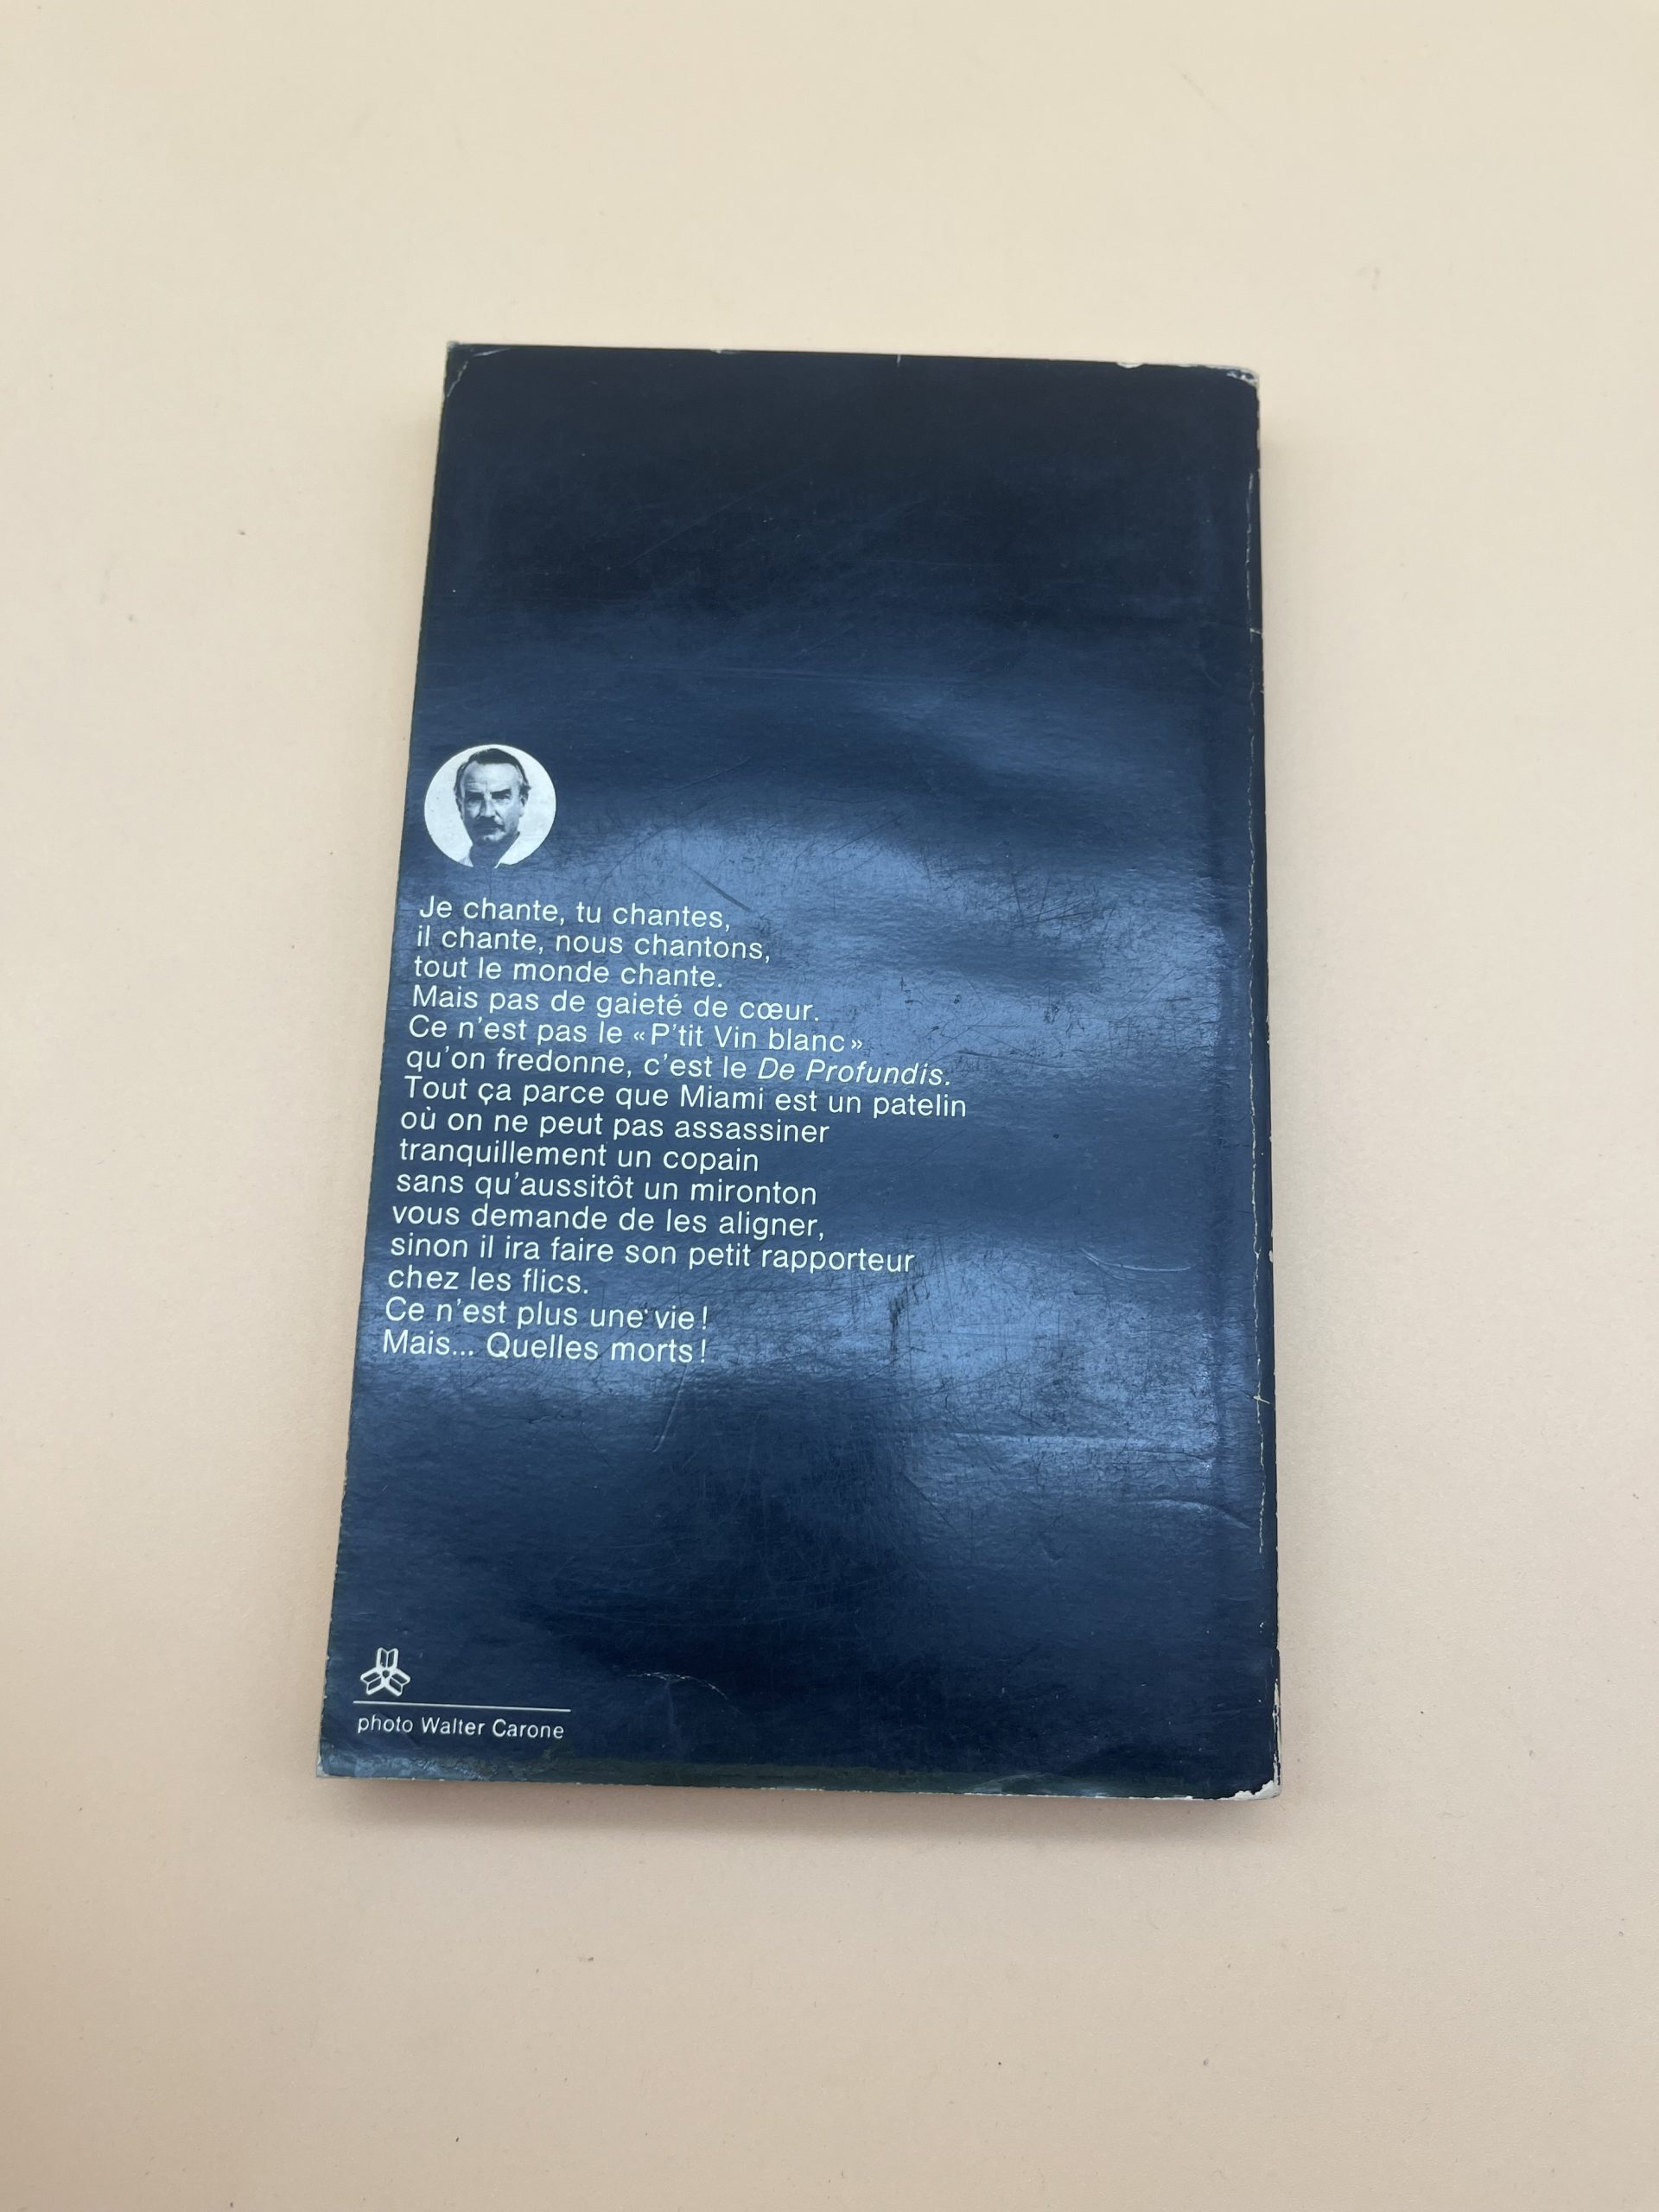 Je chante, tu chantes,
il chante, nous chantons,
tout le monde chante.
Mais pas de gaieté de cœur.
Ce n'est pas le «P'tit Vin blanc»
qu'on fredonne, c'est le De Profundis.
Tout ça parce que Miami est un patelin
où on ne peut pas assassiner
tranquillement un copain
sans qu'aussitôt un mironton
vous demande de les aligner,
sinon il ira faire son petit rapporteur
chez les flics.
Ce n'est plus une vie!
Mais... Quelles morts!
photo Walter Carone